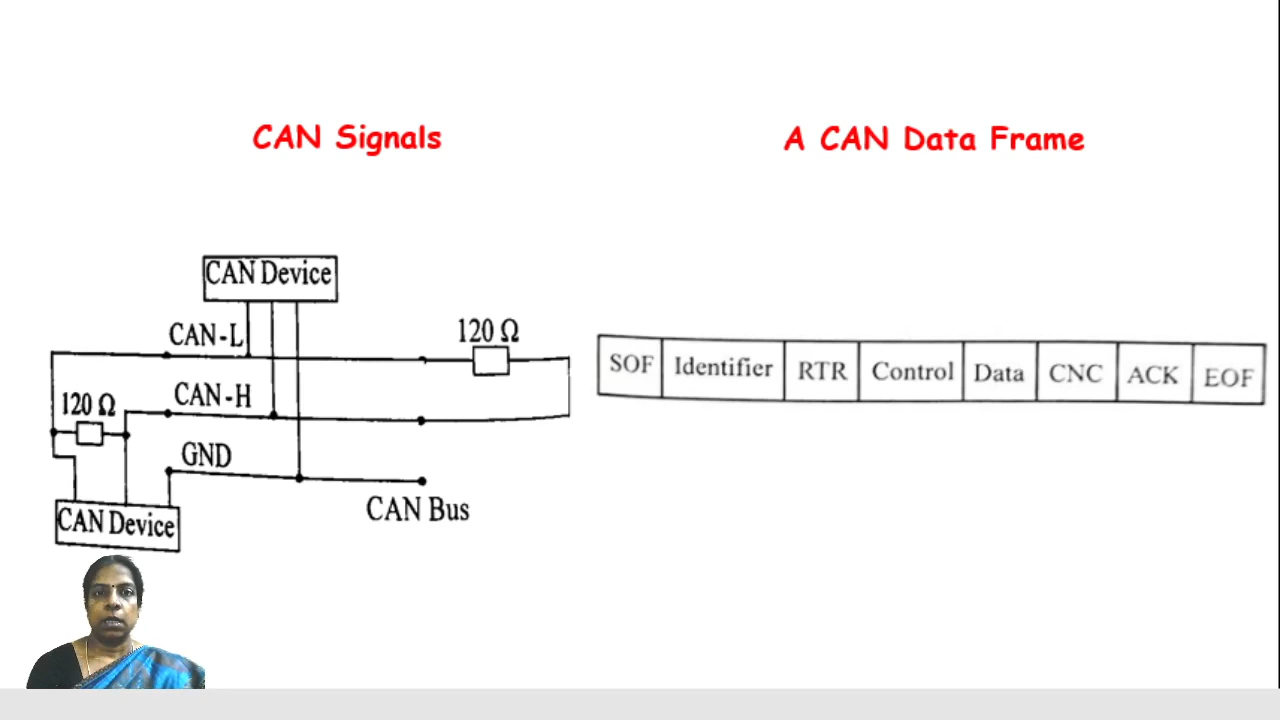 CAN Signals
A CAN Data Frame
CAN Device
CAN-L
120 Ω
CAN-H
120 Ω
GND
CAN Bus
CAN Device
SOF Identifier RTR Control Data CNC ACK EOF